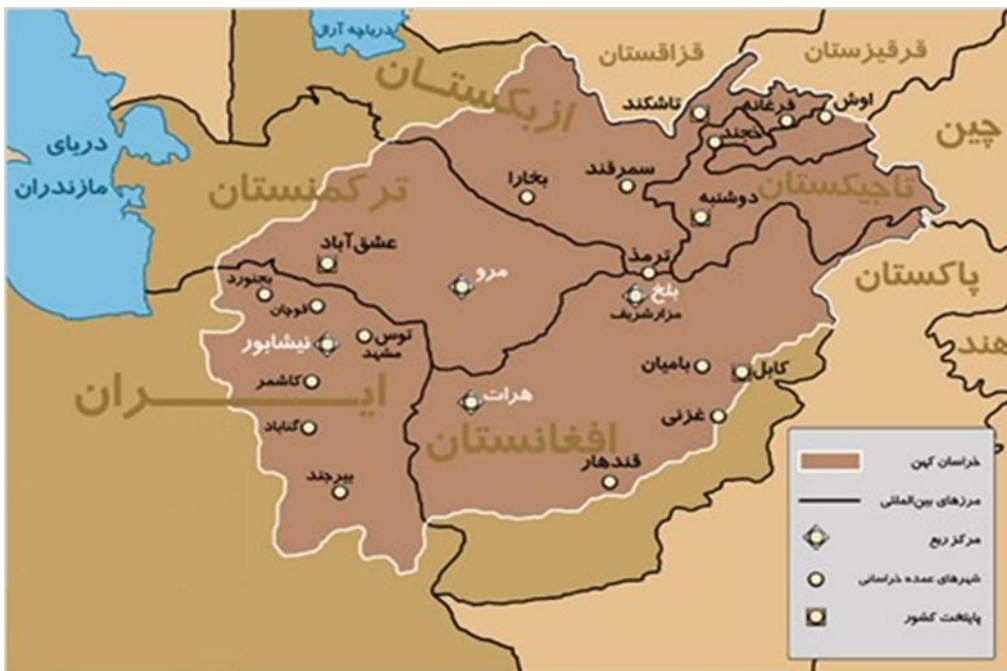 دریاچه آرال
قزاقستان
قرقیزستان
ازبکستان
تاشکند
فرغانه
اوش
خجند
چین
دریای
مازندران
ترکمنستان
بخارا
سمرقند
تاجیکستان
دوشنبه
عشق‌آباد
مرو
ترمذ
بلخ
مزارشریف
پاکستان
بجنورد
قوچان
نیشابور
توس
مشهد
هند
کاشمر
ایران
هرات
بامیان
کابل
گناباد
افغانستان
غزنی
بیرجند
قندهار
خراسان کهن
مرزهای بین‌المللی
مرکز ربع
شهرهای عمده خراسانی
پایتخت کشور